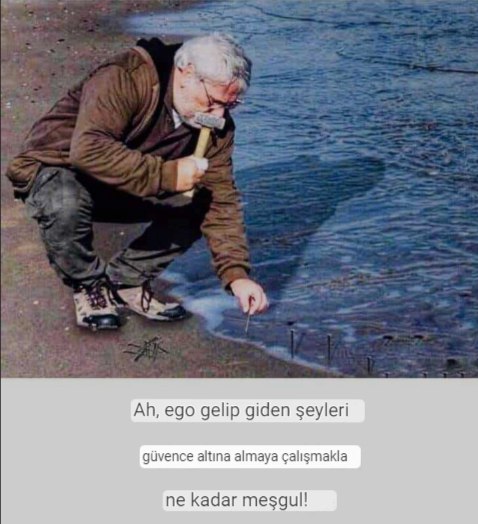 Ah, ego gelip giden şeyleri
güvence altına almaya çalışmakla
ne kadar meşgul!